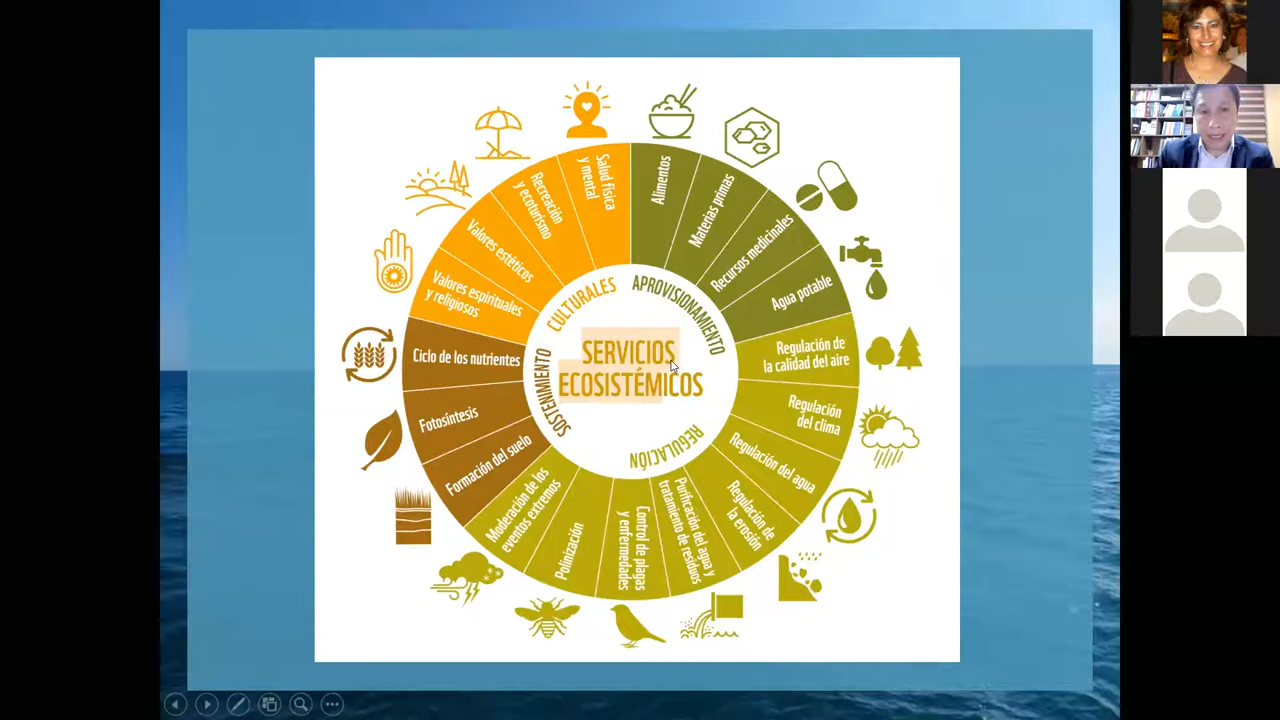 SERVICIOS
ECOSISTÉMICOS
CULTURALES
APROVISIONAMIENTO
REGULACIÓN
SOSTENIMIENTO
Alimentos
Materias primas
Recursos medicinales
Agua potable
Regulación de
la calidad del aire
Regulación
del clima
Regulación del agua
Regulación de
la erosión
Purificación del agua y
tratamiento de residuos
Control de plagas
y enfermedades
Polinización
Moderación de los
eventos extremos
Formación del suelo
Fotosíntesis
Ciclo de los nutrientes
Valores espirituales
y religiosos
Valores estéticos
Recreación
y ecoturismo
Salud física
y mental